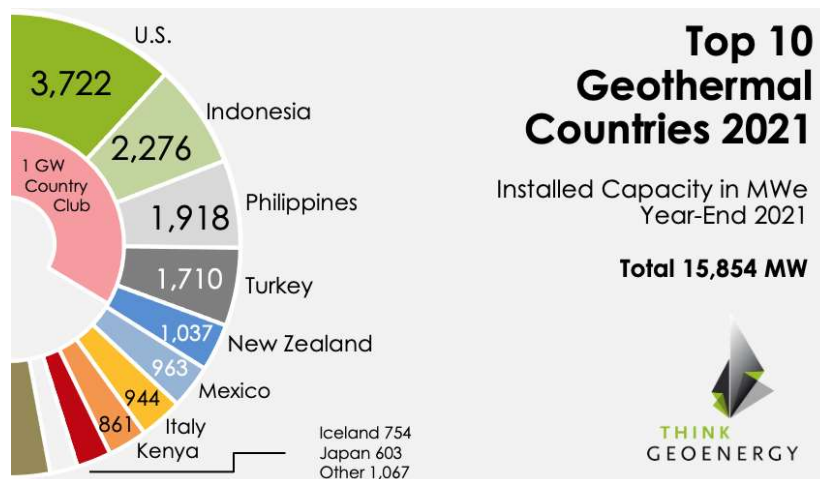 Top 10
Geothermal
Countries 2021
Installed Capacity in MWe
Year-End 2021
Total 15,854 MW
U.S.
3,722
Indonesia
2,276
1 GW
Country
Club
Philippines
1,918
Turkey
1,710
New Zealand
1,037
Mexico
963
Italy
944
Kenya
861
Iceland 754
Japan 603
Other 1,067
THINK
GEOENERGY